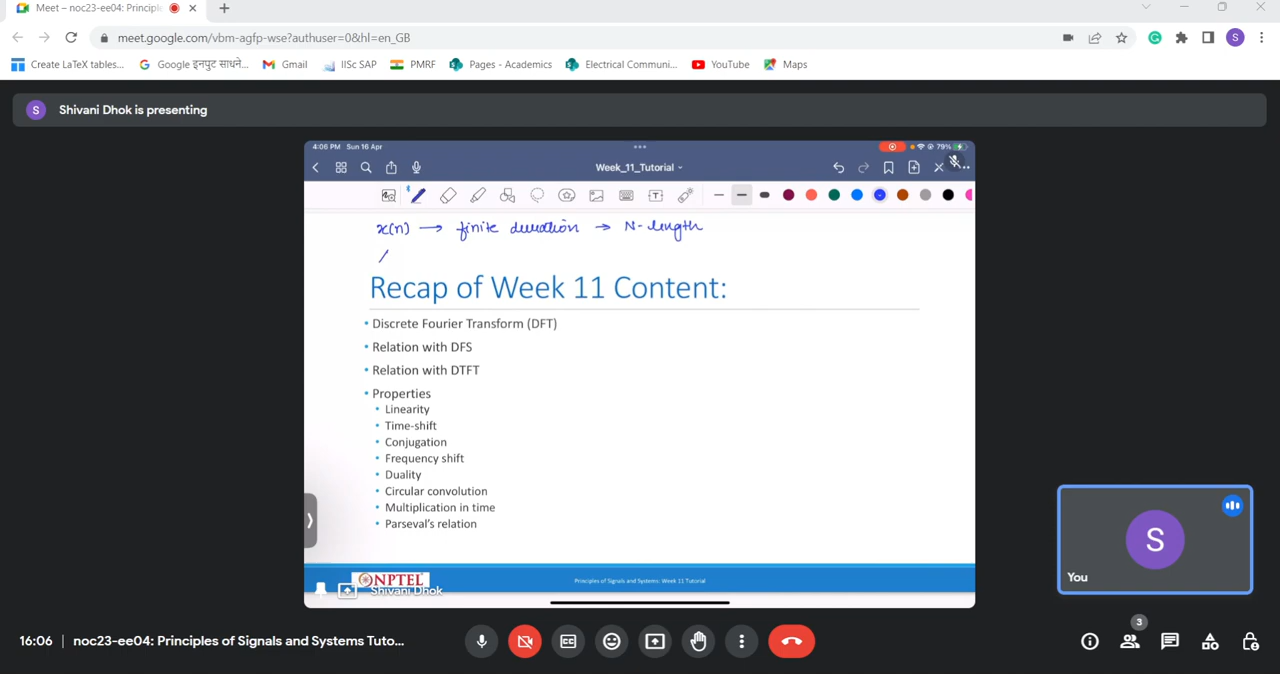 Meet – noc23-ee04: Principle
meet.google.com/vbm-agfp-wse?authuser=0&hl=en_GB
S
Create LaTeX tables... Google इनपुट साधने... Gmail IISc SAP PMRF Pages - Academics Electrical Communi... YouTube Maps
S Shivani Dhok is presenting
4:06 PM Sun 16 Apr 79%
Week_11_Tutorial
x(n) → finite duration → N-length
Recap of Week 11 Content:
• Discrete Fourier Transform (DFT)
• Relation with DFS
• Relation with DTFT
• Properties
• Linearity
• Time-shift
• Conjugation
• Frequency shift
• Duality
• Circular convolution
• Multiplication in time
• Parseval's relation
NPTEL
Principles of Signals and Systems: Week 11 Tutorial
Shivani Dhok
S
You
16:06 | noc23-ee04: Principles of Signals and Systems Tuto...
3